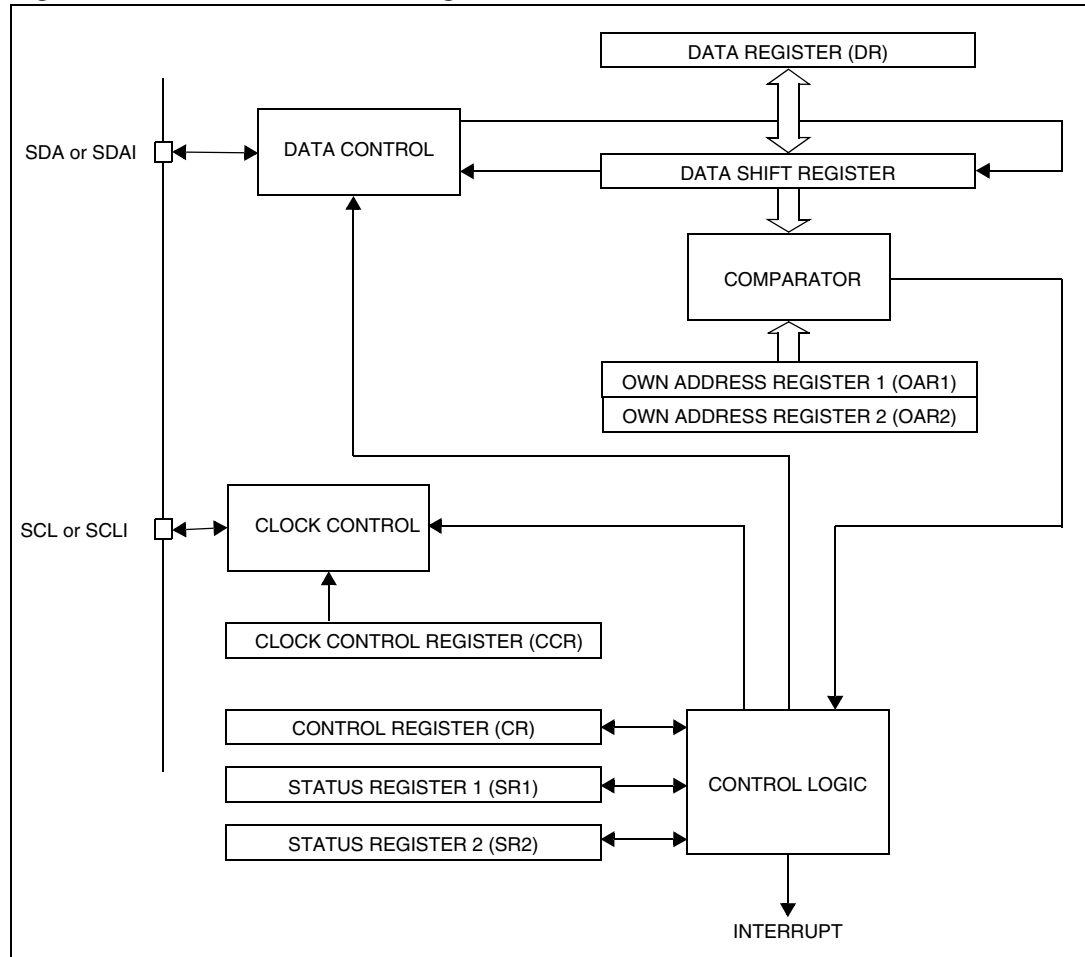 DATA REGISTER (DR)
SDA or SDAI
DATA CONTROL
DATA SHIFT REGISTER
COMPARATOR
OWN ADDRESS REGISTER 1 (OAR1)
OWN ADDRESS REGISTER 2 (OAR2)
SCL or SCLI
CLOCK CONTROL
CLOCK CONTROL REGISTER (CCR)
CONTROL REGISTER (CR)
STATUS REGISTER 1 (SR1)
CONTROL LOGIC
STATUS REGISTER 2 (SR2)
INTERRUPT